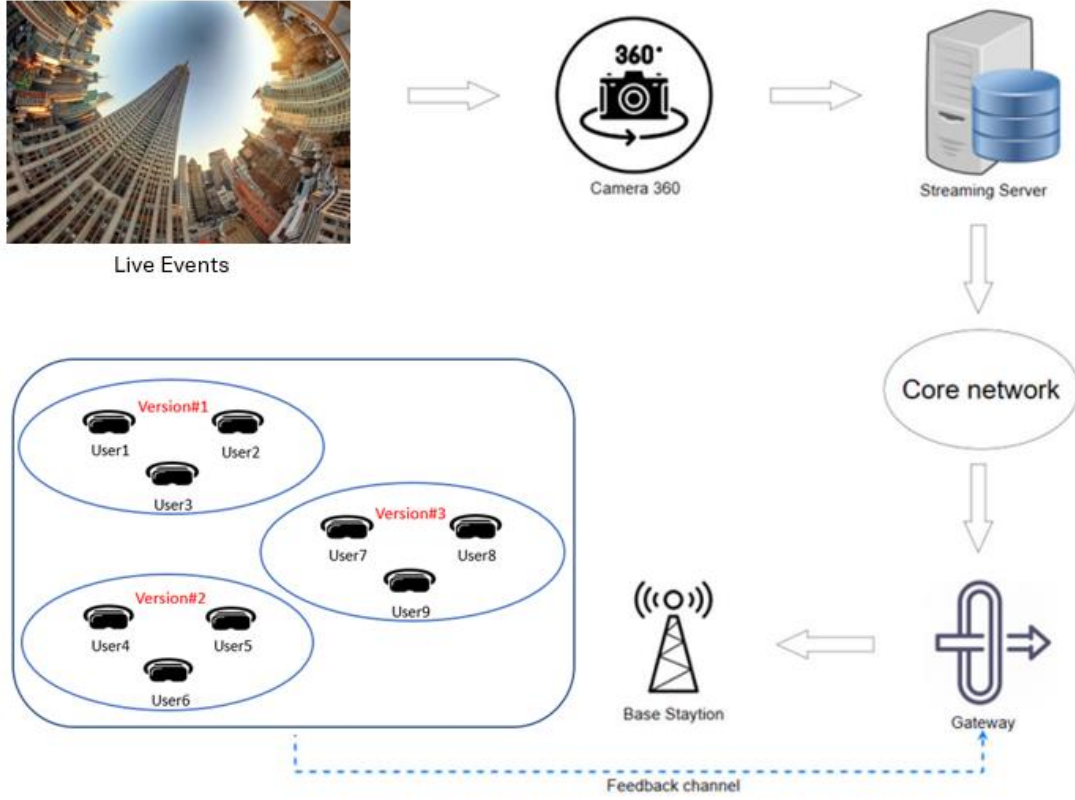 360°
Camera 360
Streaming Server
Live Events
Core network
Version#1
User1
User2
User3
Version#3
User7
User8
User9
Version#2
User4
User5
User6
Base Staytion
Gateway
Feedback channel